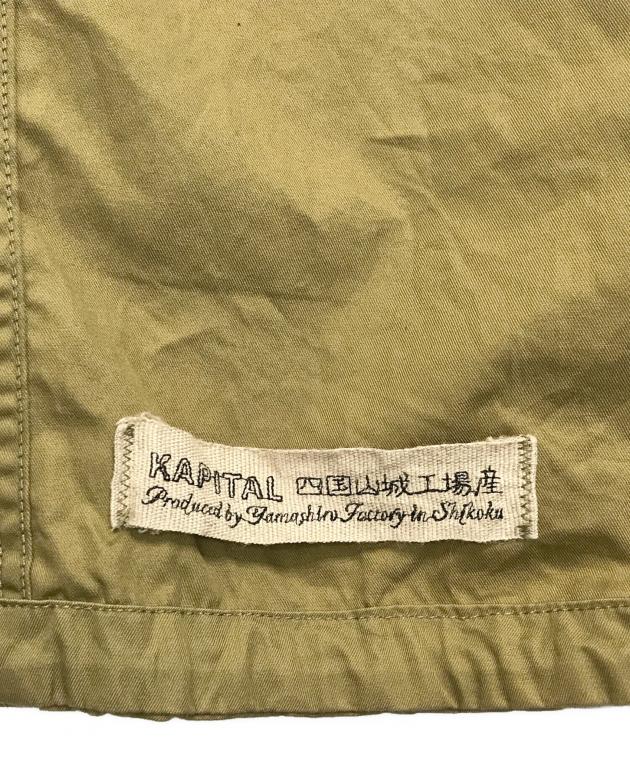 KAPITAL 四国山城工場産
Produced by Yamashiro Factory in Shikoku